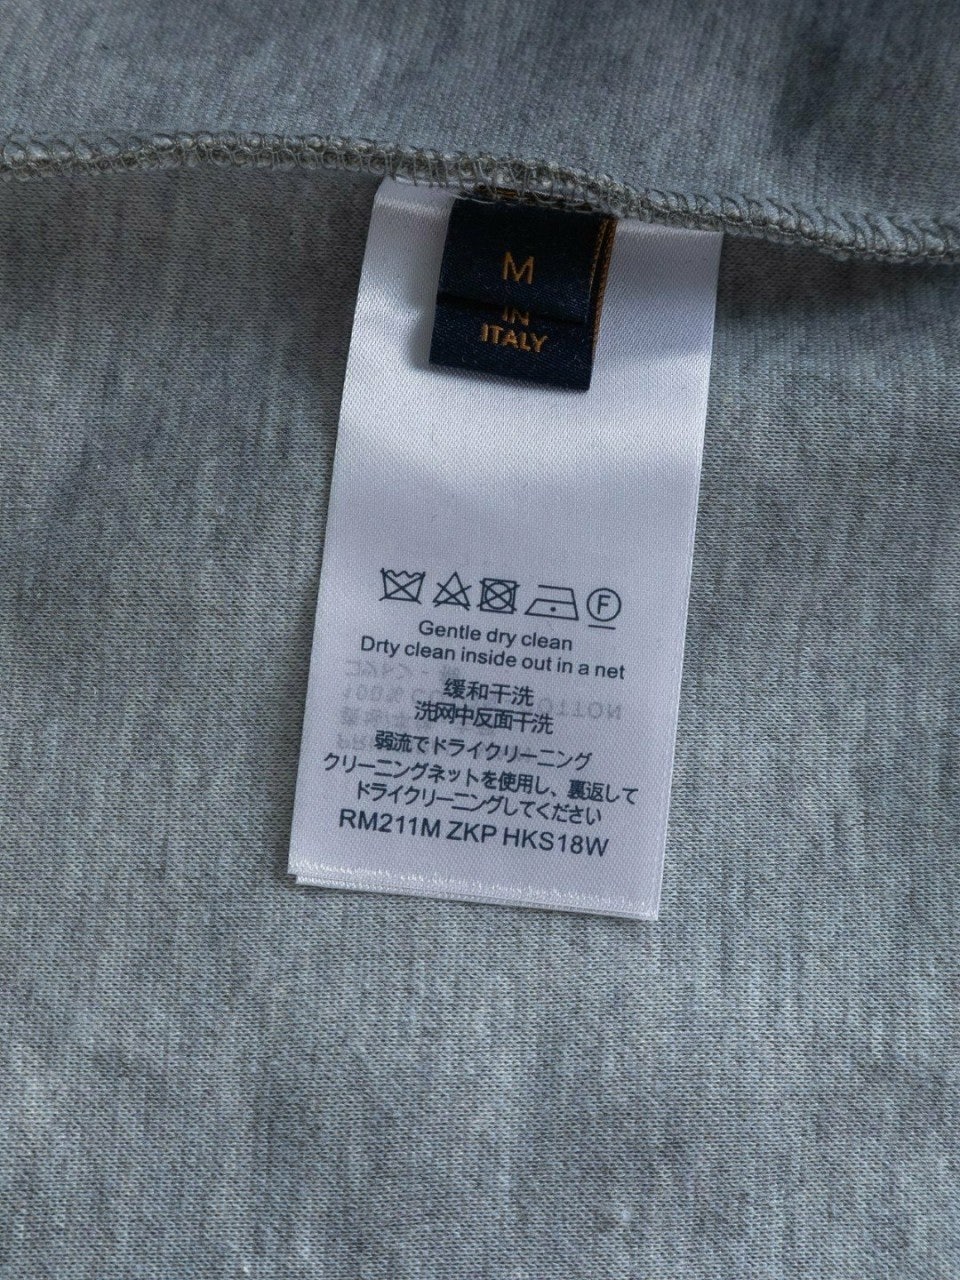 M
IN
ITALY
F
Gentle dry clean
Drty clean inside out in a net
缓和干洗
洗网中反面干洗
弱流でドライクリーニング
クリーニングネットを使用し、裏返して
ドライクリーニングしてください
RM211M ZKP HKS18W